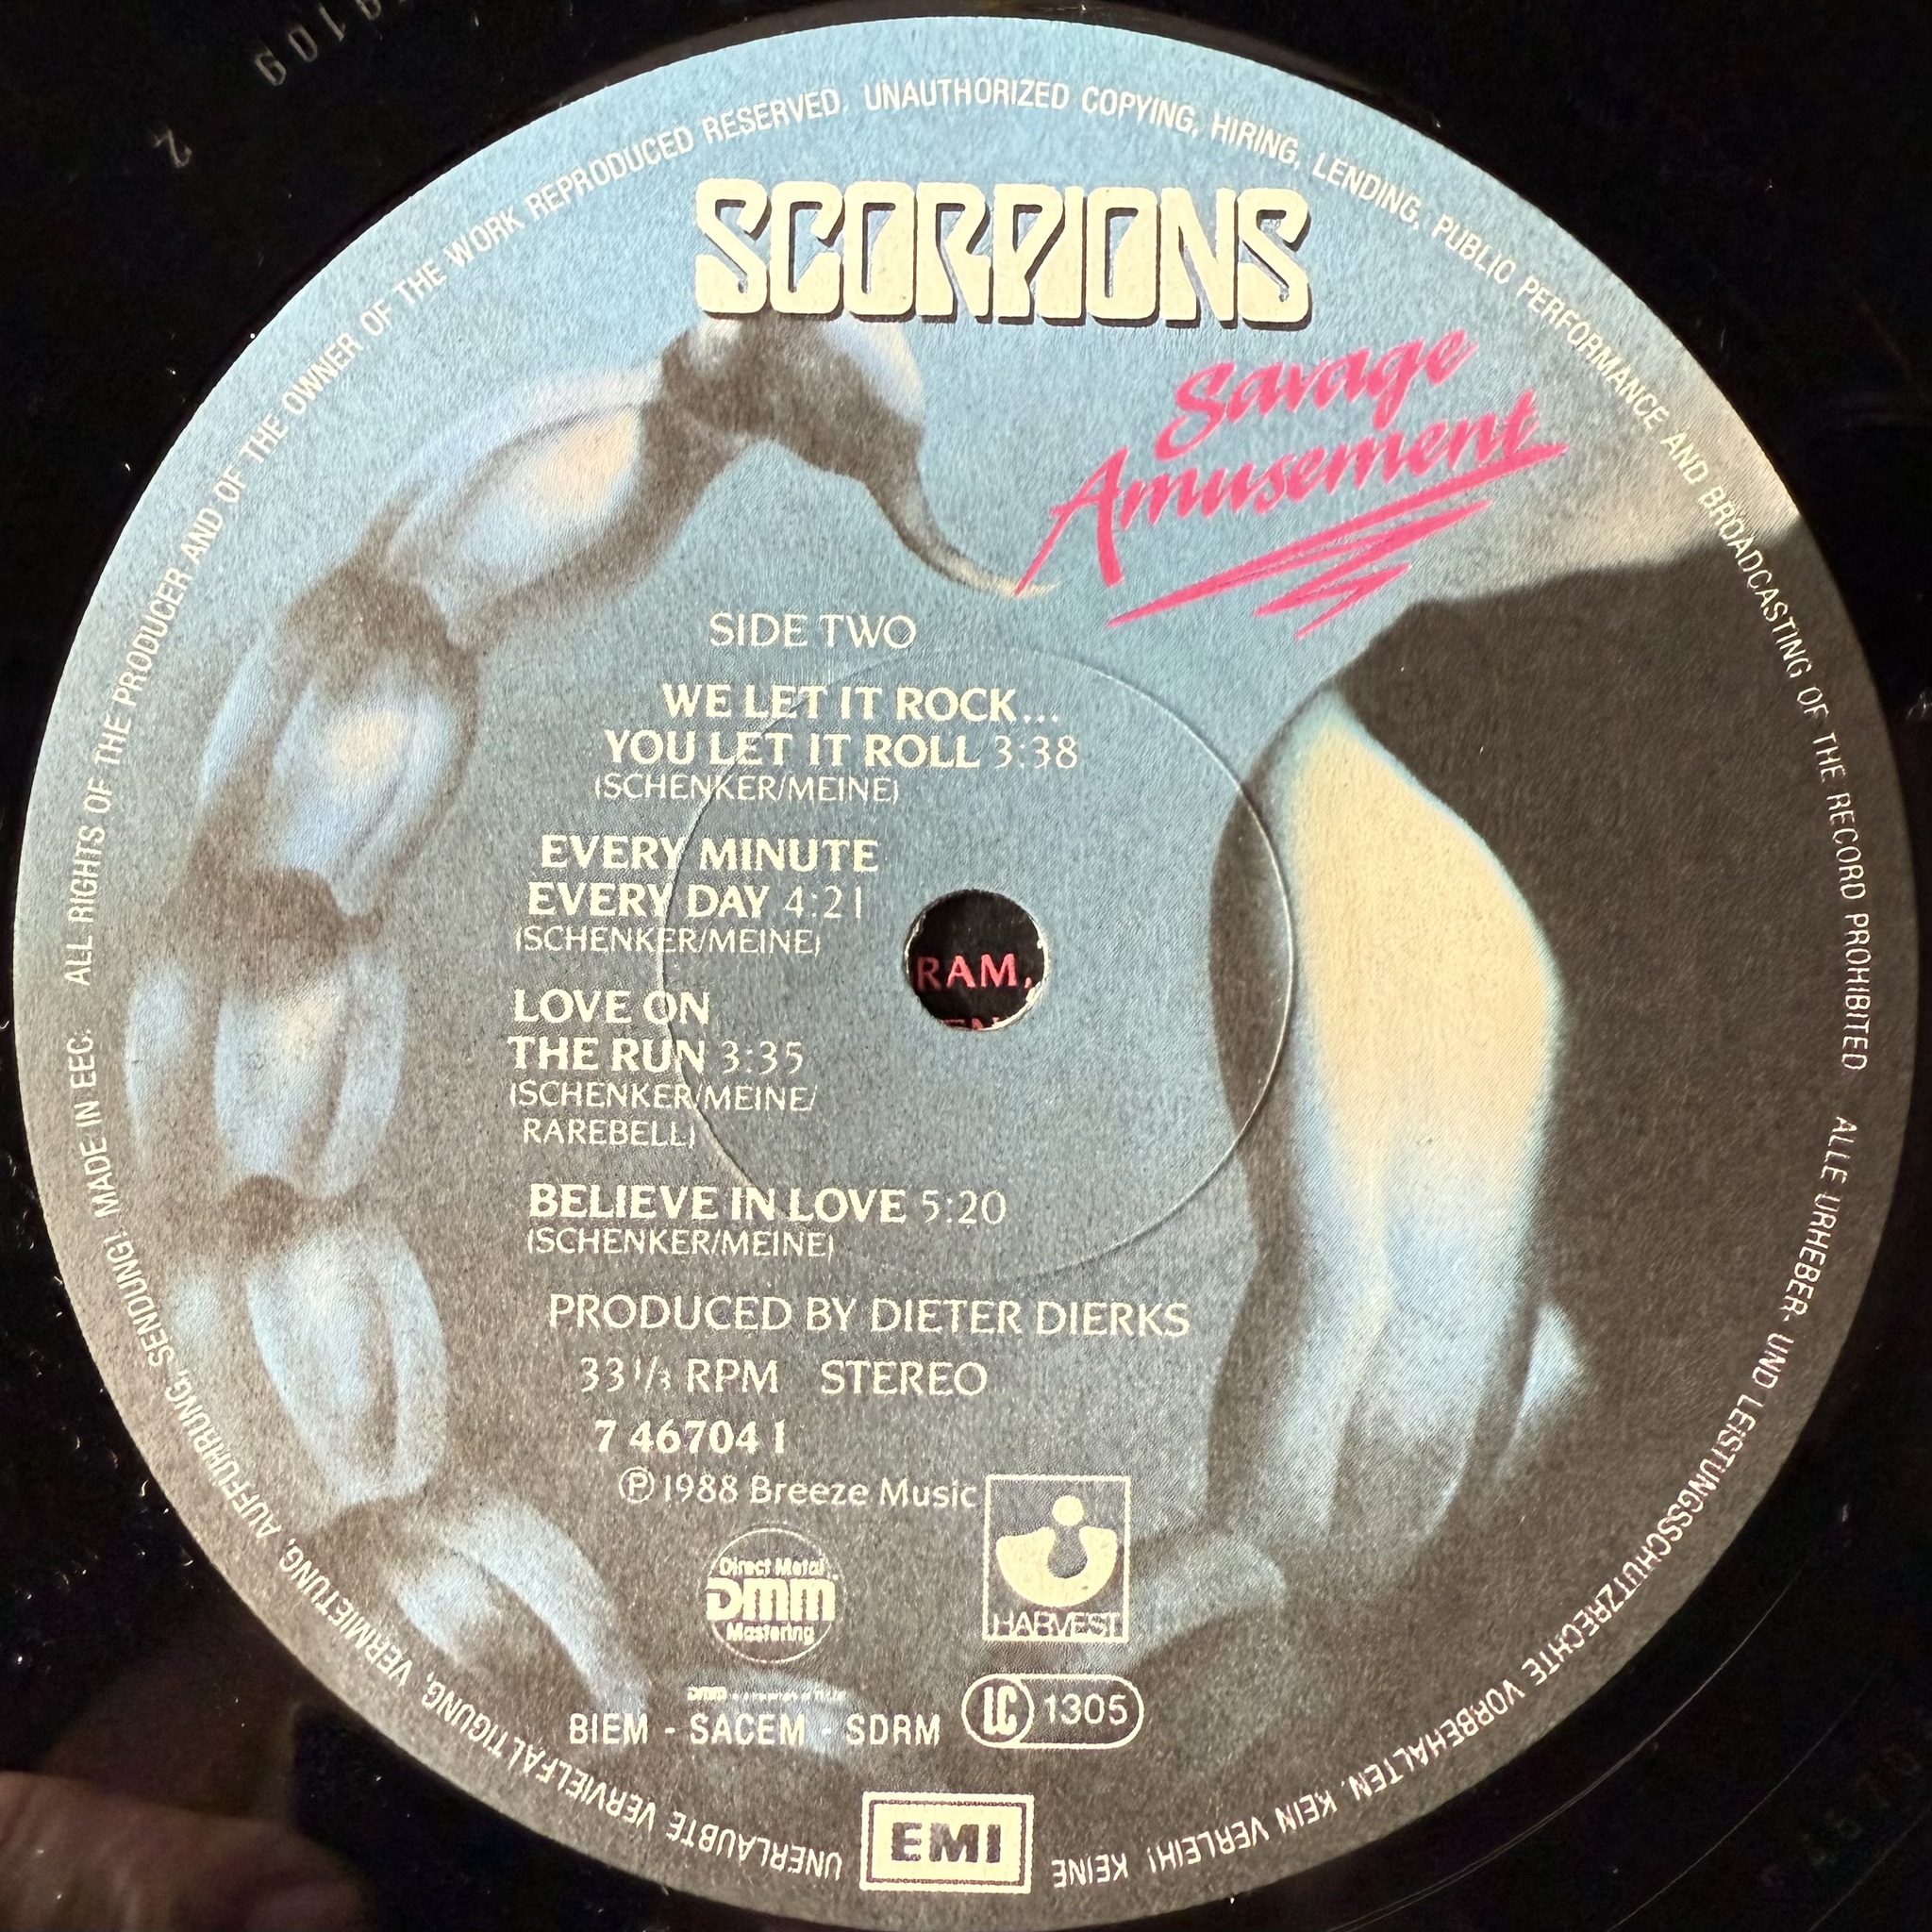 ALL RIGHTS OF THE PRODUCER AND OF THE OWNER OF THE WORK REPRODUCED RESERVED. UNAUTHORIZED COPYING, HIRING, LENDING, PUBLIC PERFORMANCE AND BROADCASTING OF THE RECORD PROHIBITED
ALLE URHEBER- UND LEISTUNGSSCHUTZRECHTE VORBEHALTEN. KEIN VERLEIH! KEINE UNERLAUBTE VERVIELFÄLTIGUNG, VERMIETUNG, AUFFÜHRUNG, SENDUNG! MADE IN EEC.
SCORPIONS
Savage
Amusement
SIDE TWO
WE LET IT ROCK...
YOU LET IT ROLL 3:38
(SCHENKER/MEINE)
EVERY MINUTE
EVERY DAY 4:21
(SCHENKER/MEINE)
RAM,
LOVE ON
THE RUN 3:35
(SCHENKER/MEINE/
RAREBELL)
BELIEVE IN LOVE 5:20
(SCHENKER/MEINE)
PRODUCED BY DIETER DIERKS
33 1/3 RPM STEREO
7 46704 1
℗ 1988 Breeze Music
Direct Metal
DMM
Mastering
HARVEST
BIEM - SACEM - SDRM
LC 1305
EMI